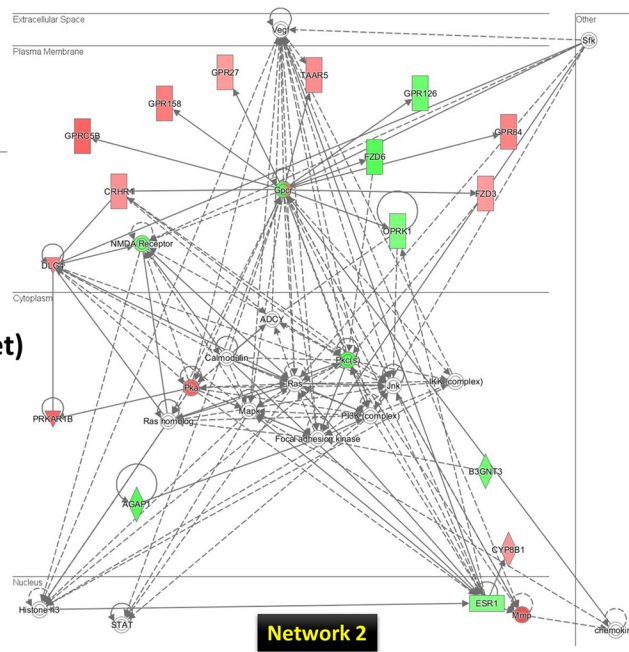 Extracellular Space
Other
Vegf
Sfk
Plasma Membrane
GPR27
TAAR5
GPR126
GPR158
GPRC5B
GPR84
FZD6
CRHR1
Gpcr
FZD3
OPRK1
NMDA Receptor
DLG4
Cytoplasm
ADCY
et)
Calmodulin
Pkc(s)
Pka
Ras
Jnk
IKK (complex)
PRKAR1B
Mapk
PI3K (complex)
Ras homolog
Focal adhesion kinase
B3GNT3
AGAP1
CYP8B1
Nucleus
Histone h3
ESR1
Mmp
STAT
chemokin
Network 2